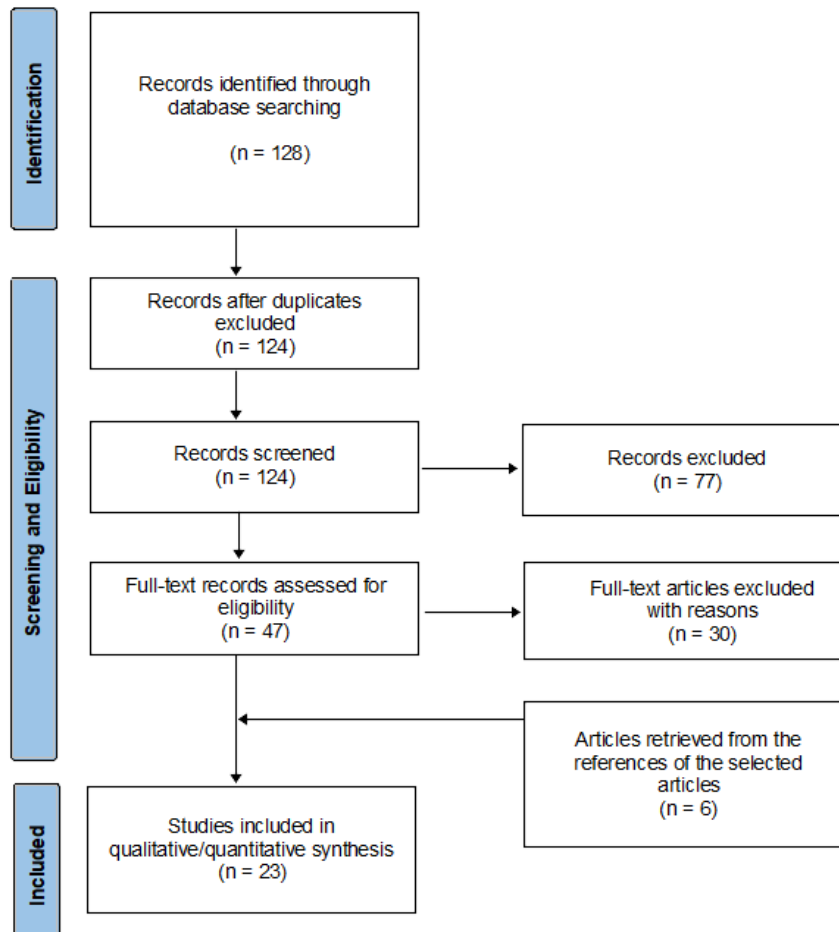 Identification
Records identified through
database searching
(n = 128)
Screening and Eligibility
Records after duplicates
excluded
(n = 124)
Records screened
(n = 124)
Records excluded
(n = 77)
Full-text records assessed for
eligibility
(n = 47)
Full-text articles excluded
with reasons
(n = 30)
Articles retrieved from the
references of the selected
articles
(n = 6)
Included
Studies included in
qualitative/quantitative synthesis
(n = 23)